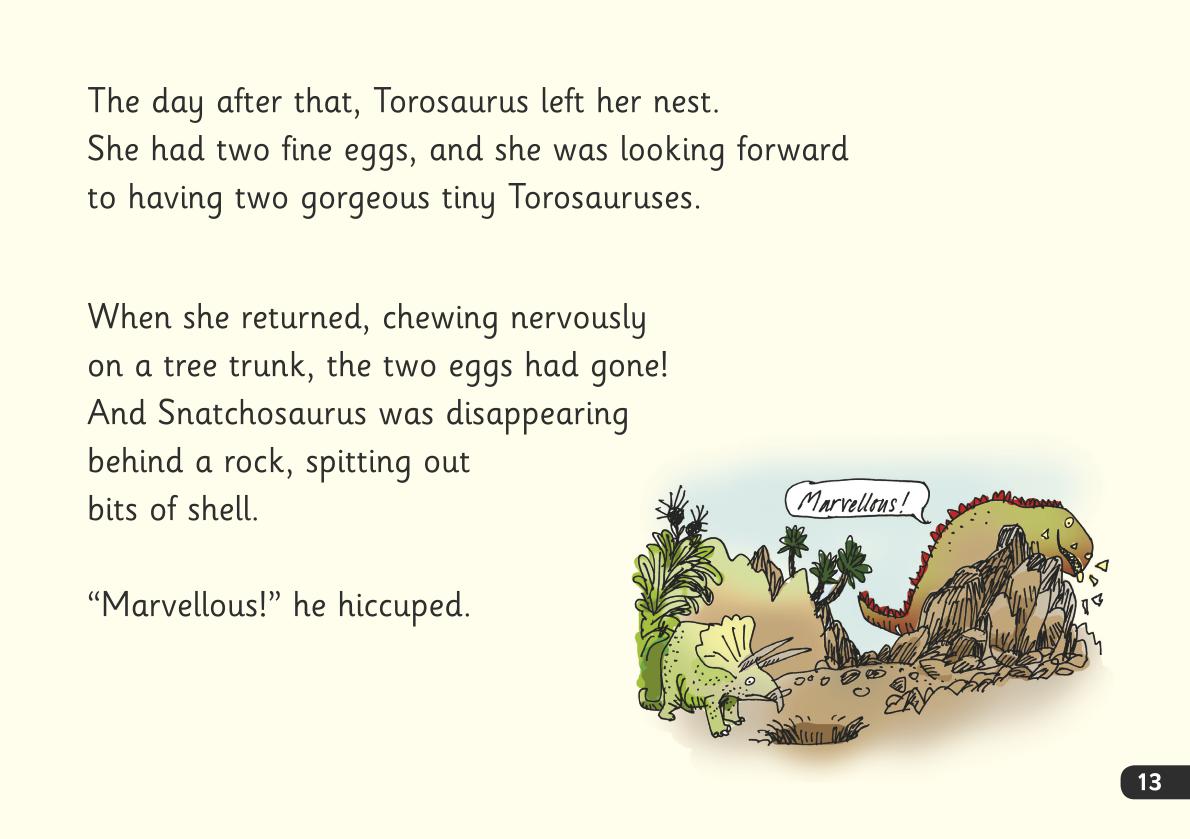 The day after that, Torosaurus left her nest.
She had two fine eggs, and she was looking forward
to having two gorgeous tiny Torosauruses.
When she returned, chewing nervously
on a tree trunk, the two eggs had gone!
And Snatchosaurus was disappearing
behind a rock, spitting out
bits of shell.
“Marvellous!” he hiccuped.
Marvellous!
13